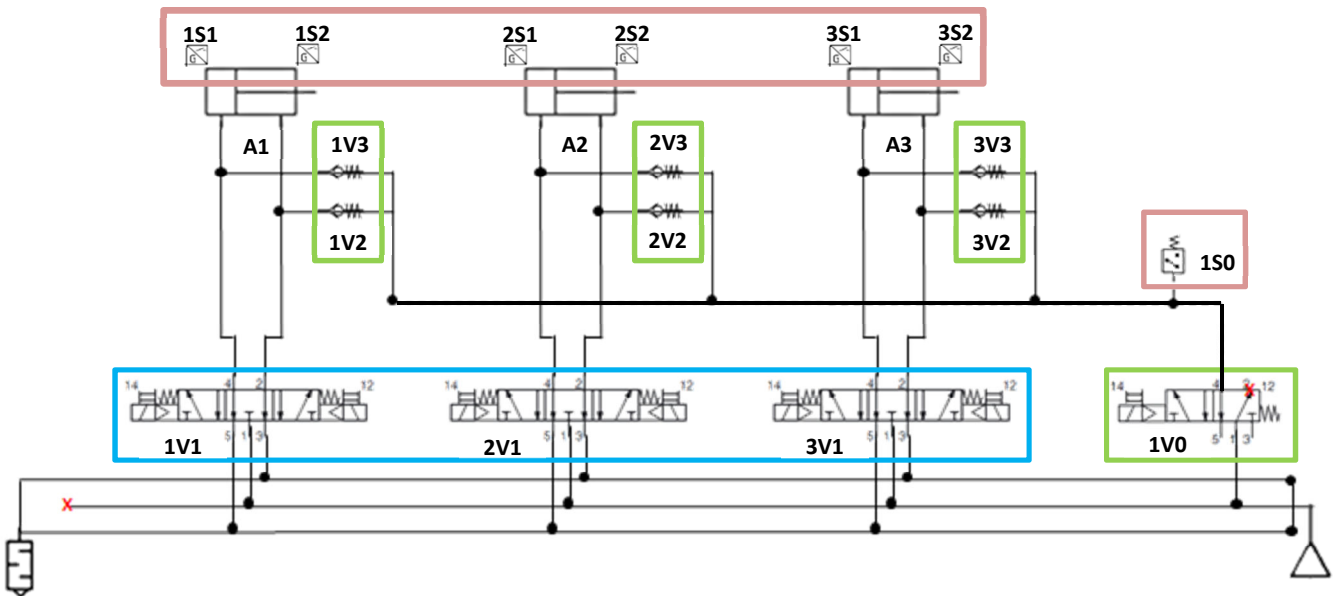 1S1 1S2 2S1 2S2 3S1 3S2
G G G G G G
A1 1V3 A2 2V3 A3 3V3
1V2 2V2 3V2
1S0
14 4 2 12 14 4 2 12 14 4 2 12 14 4 2 12
5 1 3 5 1 3 5 1 3 5 1 3
1V1 2V1 3V1 1V0
X